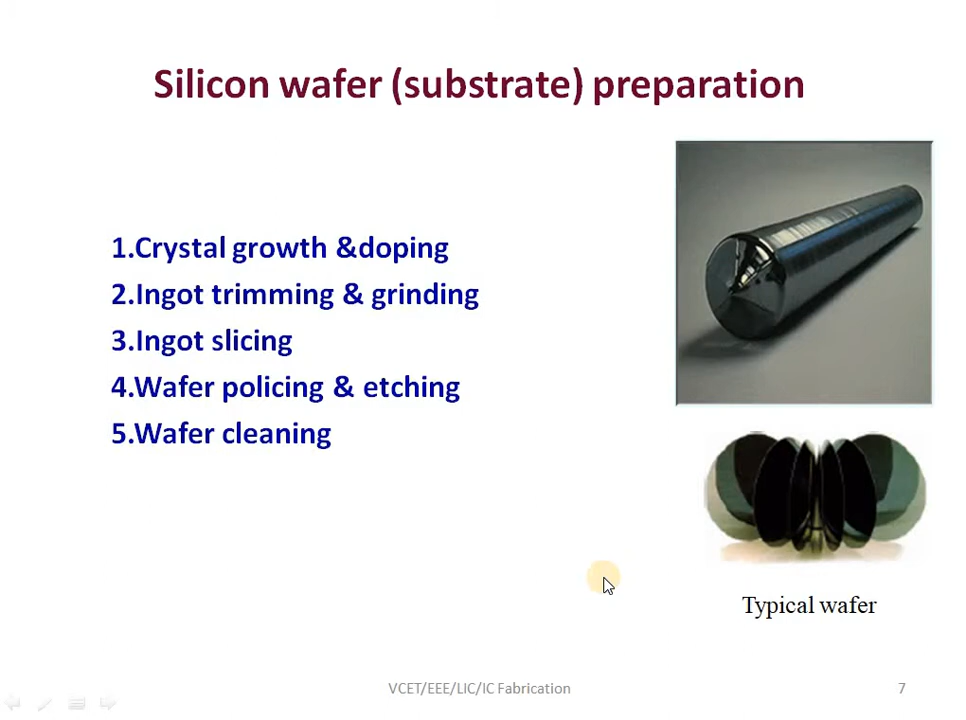 Silicon wafer (substrate) preparation
1.Crystal growth &doping
2.Ingot trimming & grinding
3.Ingot slicing
4.Wafer policing & etching
5.Wafer cleaning
Typical wafer
VCET/EEE/LIC/IC Fabrication
7